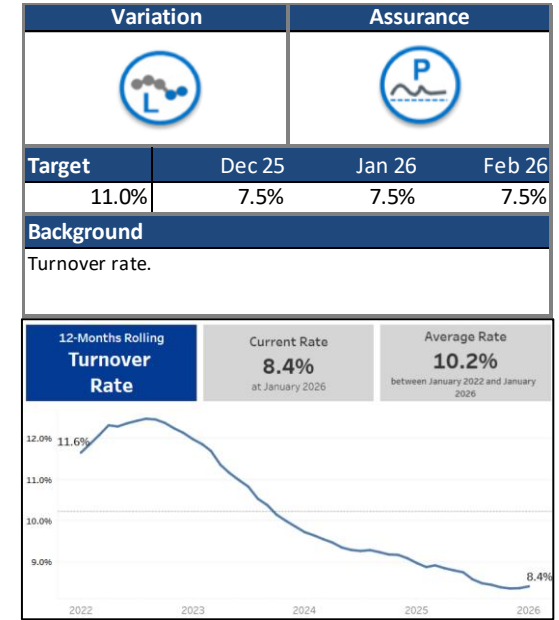 Variation Assurance
L P
Target Dec 25 Jan 26 Feb 26
11.0% 7.5% 7.5% 7.5%
Background
Turnover rate.
12-Months Rolling
Turnover
Rate
Current Rate
8.4%
at January 2026
Average Rate
10.2%
between January 2022 and January
2026
12.0%
11.6%
11.0%
10.0%
9.0%
8.4%
2022 2023 2024 2025 2026